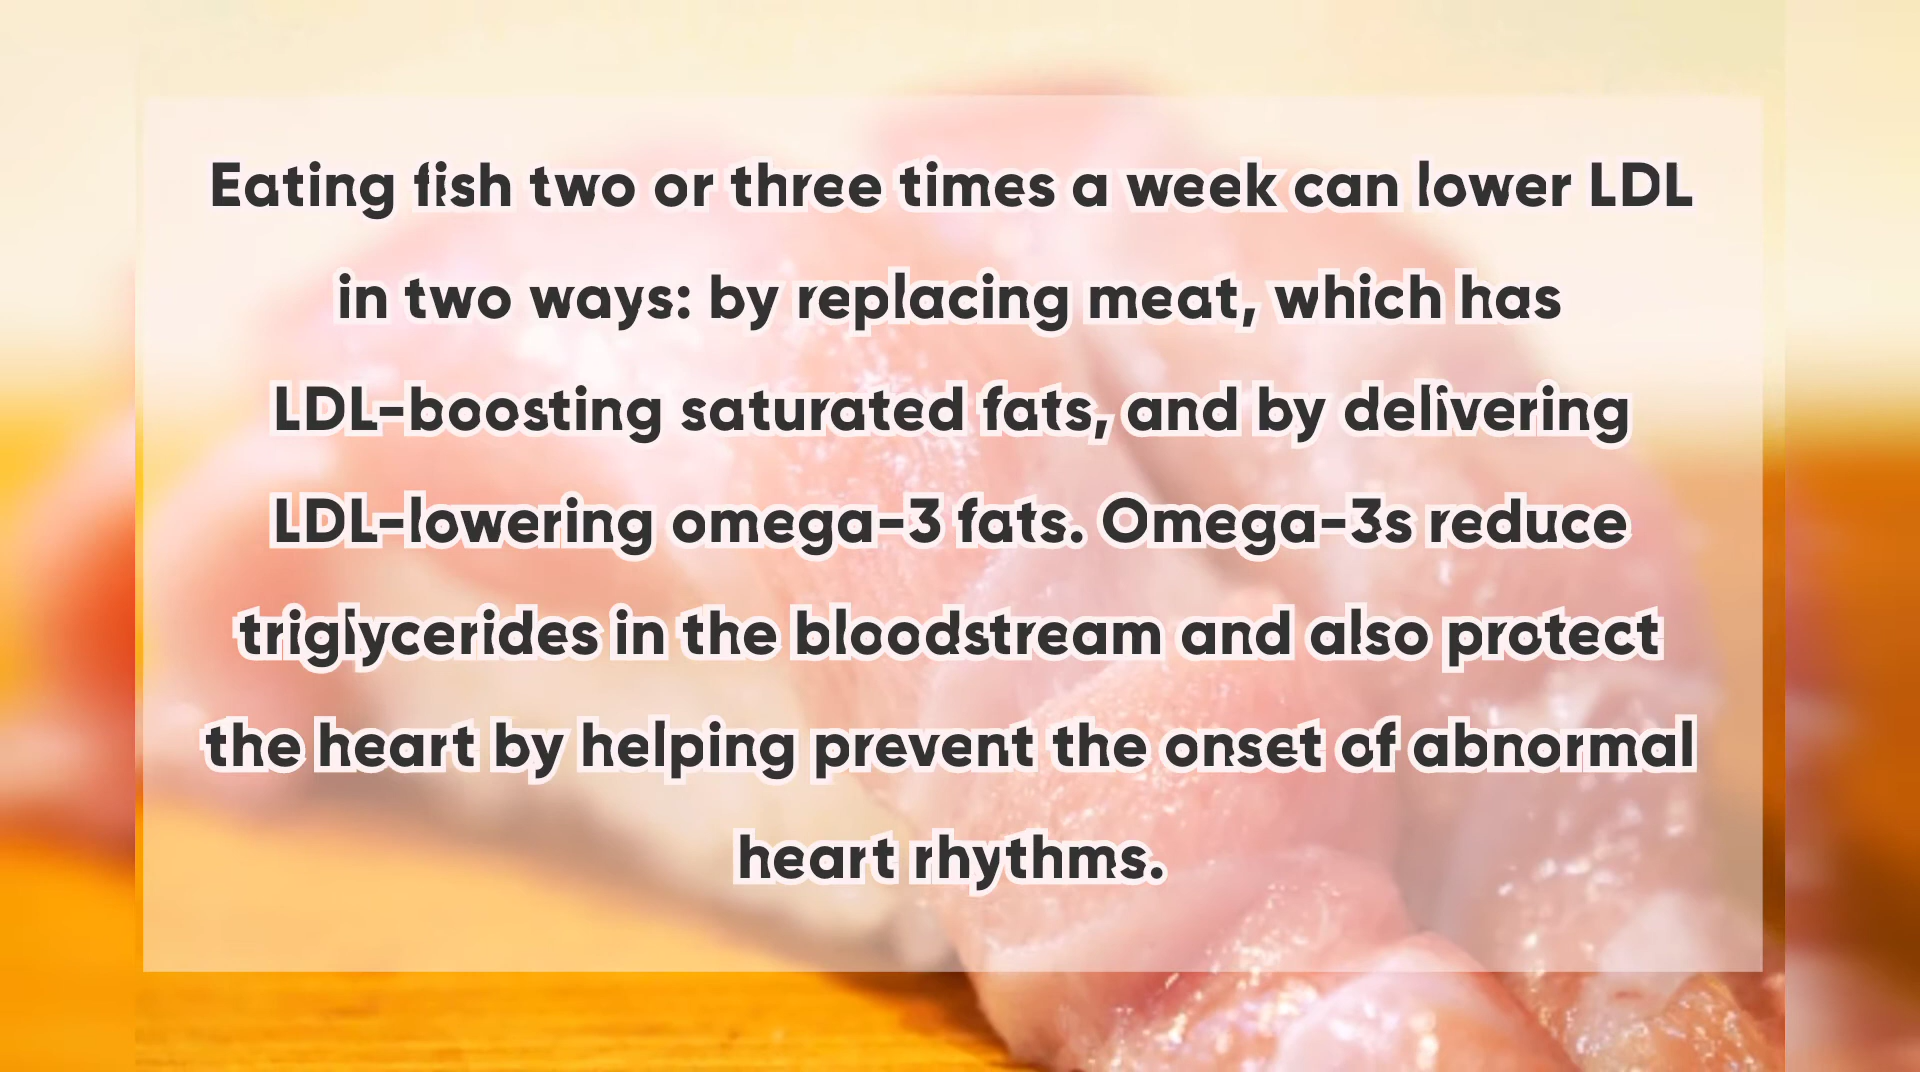 Eating fish two or three times a week can lower LDL
in two ways: by replacing meat, which has
LDL-boosting saturated fats, and by delivering
LDL-lowering omega-3 fats. Omega-3s reduce
triglycerides in the bloodstream and also protect
the heart by helping prevent the onset of abnormal
heart rhythms.